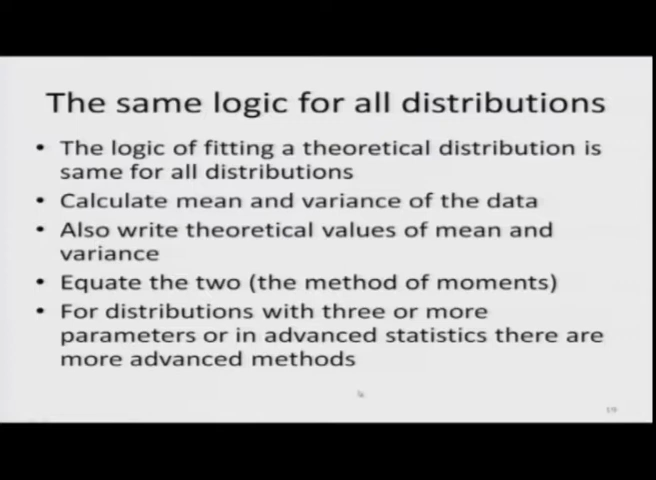 The same logic for all distributions
• The logic of fitting a theoretical distribution is
same for all distributions
• Calculate mean and variance of the data
• Also write theoretical values of mean and
variance
• Equate the two (the method of moments)
• For distributions with three or more
parameters or in advanced statistics there are
more advanced methods
19